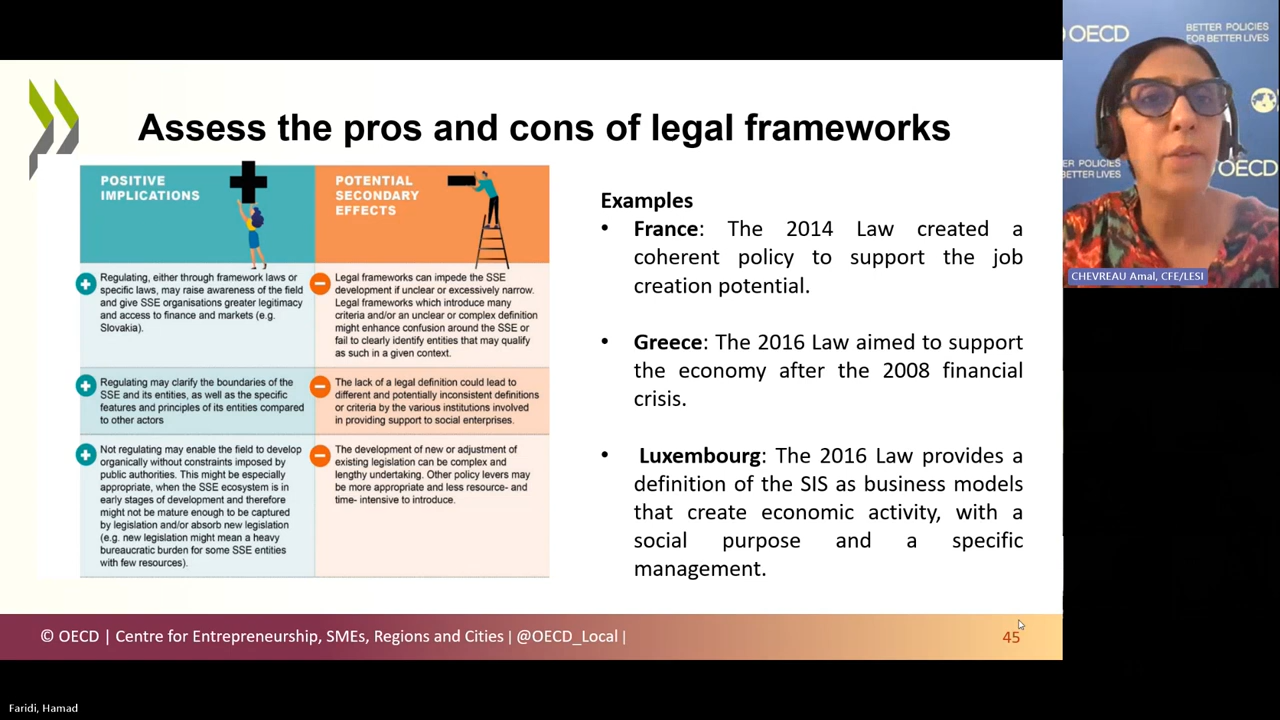 Assess the pros and cons of legal frameworks
POSITIVE
IMPLICATIONS
POTENTIAL
SECONDARY
EFFECTS
Regulating, either through framework laws or
specific laws, may raise awareness of the field
and give SSE organisations greater legitimacy
and access to finance and markets (e.g.
Slovakia).
Legal frameworks can impede the SSE
development if unclear or excessively narrow.
Legal frameworks which introduce many
criteria and/or an unclear or complex definition
might enhance confusion around the SSE or
fail to clearly identify entities that may qualify
as such in a given context.
Regulating may clarify the boundaries of the
SSE and its entities, as well as the specific
features and principles of its entities compared
to other actors
The lack of a legal definition could lead to
different and potentially inconsistent definitions
or criteria by the various institutions involved
in providing support to social enterprises.
Not regulating may enable the field to develop
organically without constraints imposed by
public authorities. This might be especially
appropriate, when the SSE ecosystem is in
early stages of development and therefore
might not be mature enough to be captured
by legislation and/or absorb new legislation
(e.g. new legislation might mean a heavy
bureaucratic burden for some SSE entities
with few resources).
The development of new or adjustment of
existing legislation can be complex and
lengthy undertaking. Other policy levers may
be more appropriate and less resource- and
time- intensive to introduce.
Examples
• France: The 2014 Law created a
coherent policy to support the job
creation potential.
• Greece: The 2016 Law aimed to support
the economy after the 2008 financial
crisis.
• Luxembourg: The 2016 Law provides a
definition of the SIS as business models
that create economic activity, with a
social purpose and a specific
management.
© OECD | Centre for Entrepreneurship, SMEs, Regions and Cities | @OECD_Local |
45
OECD
BETTER POLICIES
FOR BETTER LIVES
ER POLICIES
BETTER LIVES
OECD
CHEVREAU Amal, CFE/LESI
Faridi, Hamad